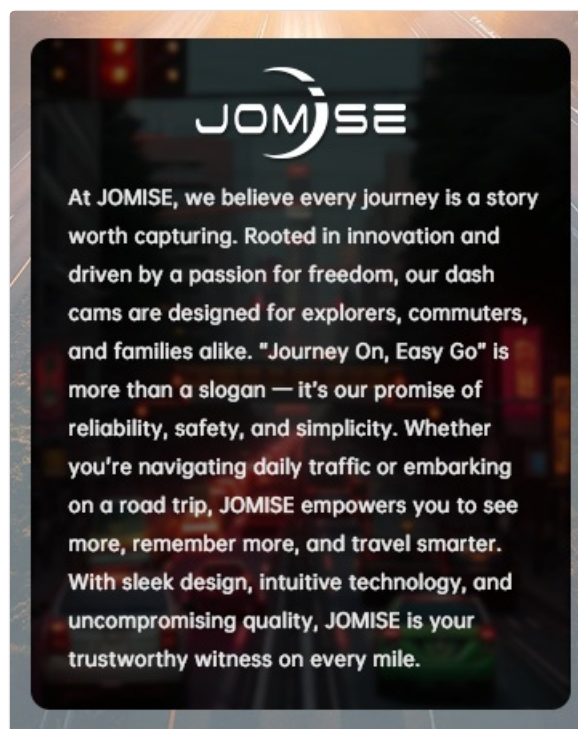 JOMISE
At JOMISE, we believe every journey is a story
worth capturing. Rooted in innovation and
driven by a passion for freedom, our dash
cams are designed for explorers, commuters,
and families alike. "Journey On, Easy Go" is
more than a slogan — it's our promise of
reliability, safety, and simplicity. Whether
you're navigating daily traffic or embarking
on a road trip, JOMISE empowers you to see
more, remember more, and travel smarter.
With sleek design, intuitive technology, and
uncompromising quality, JOMISE is your
trustworthy witness on every mile.